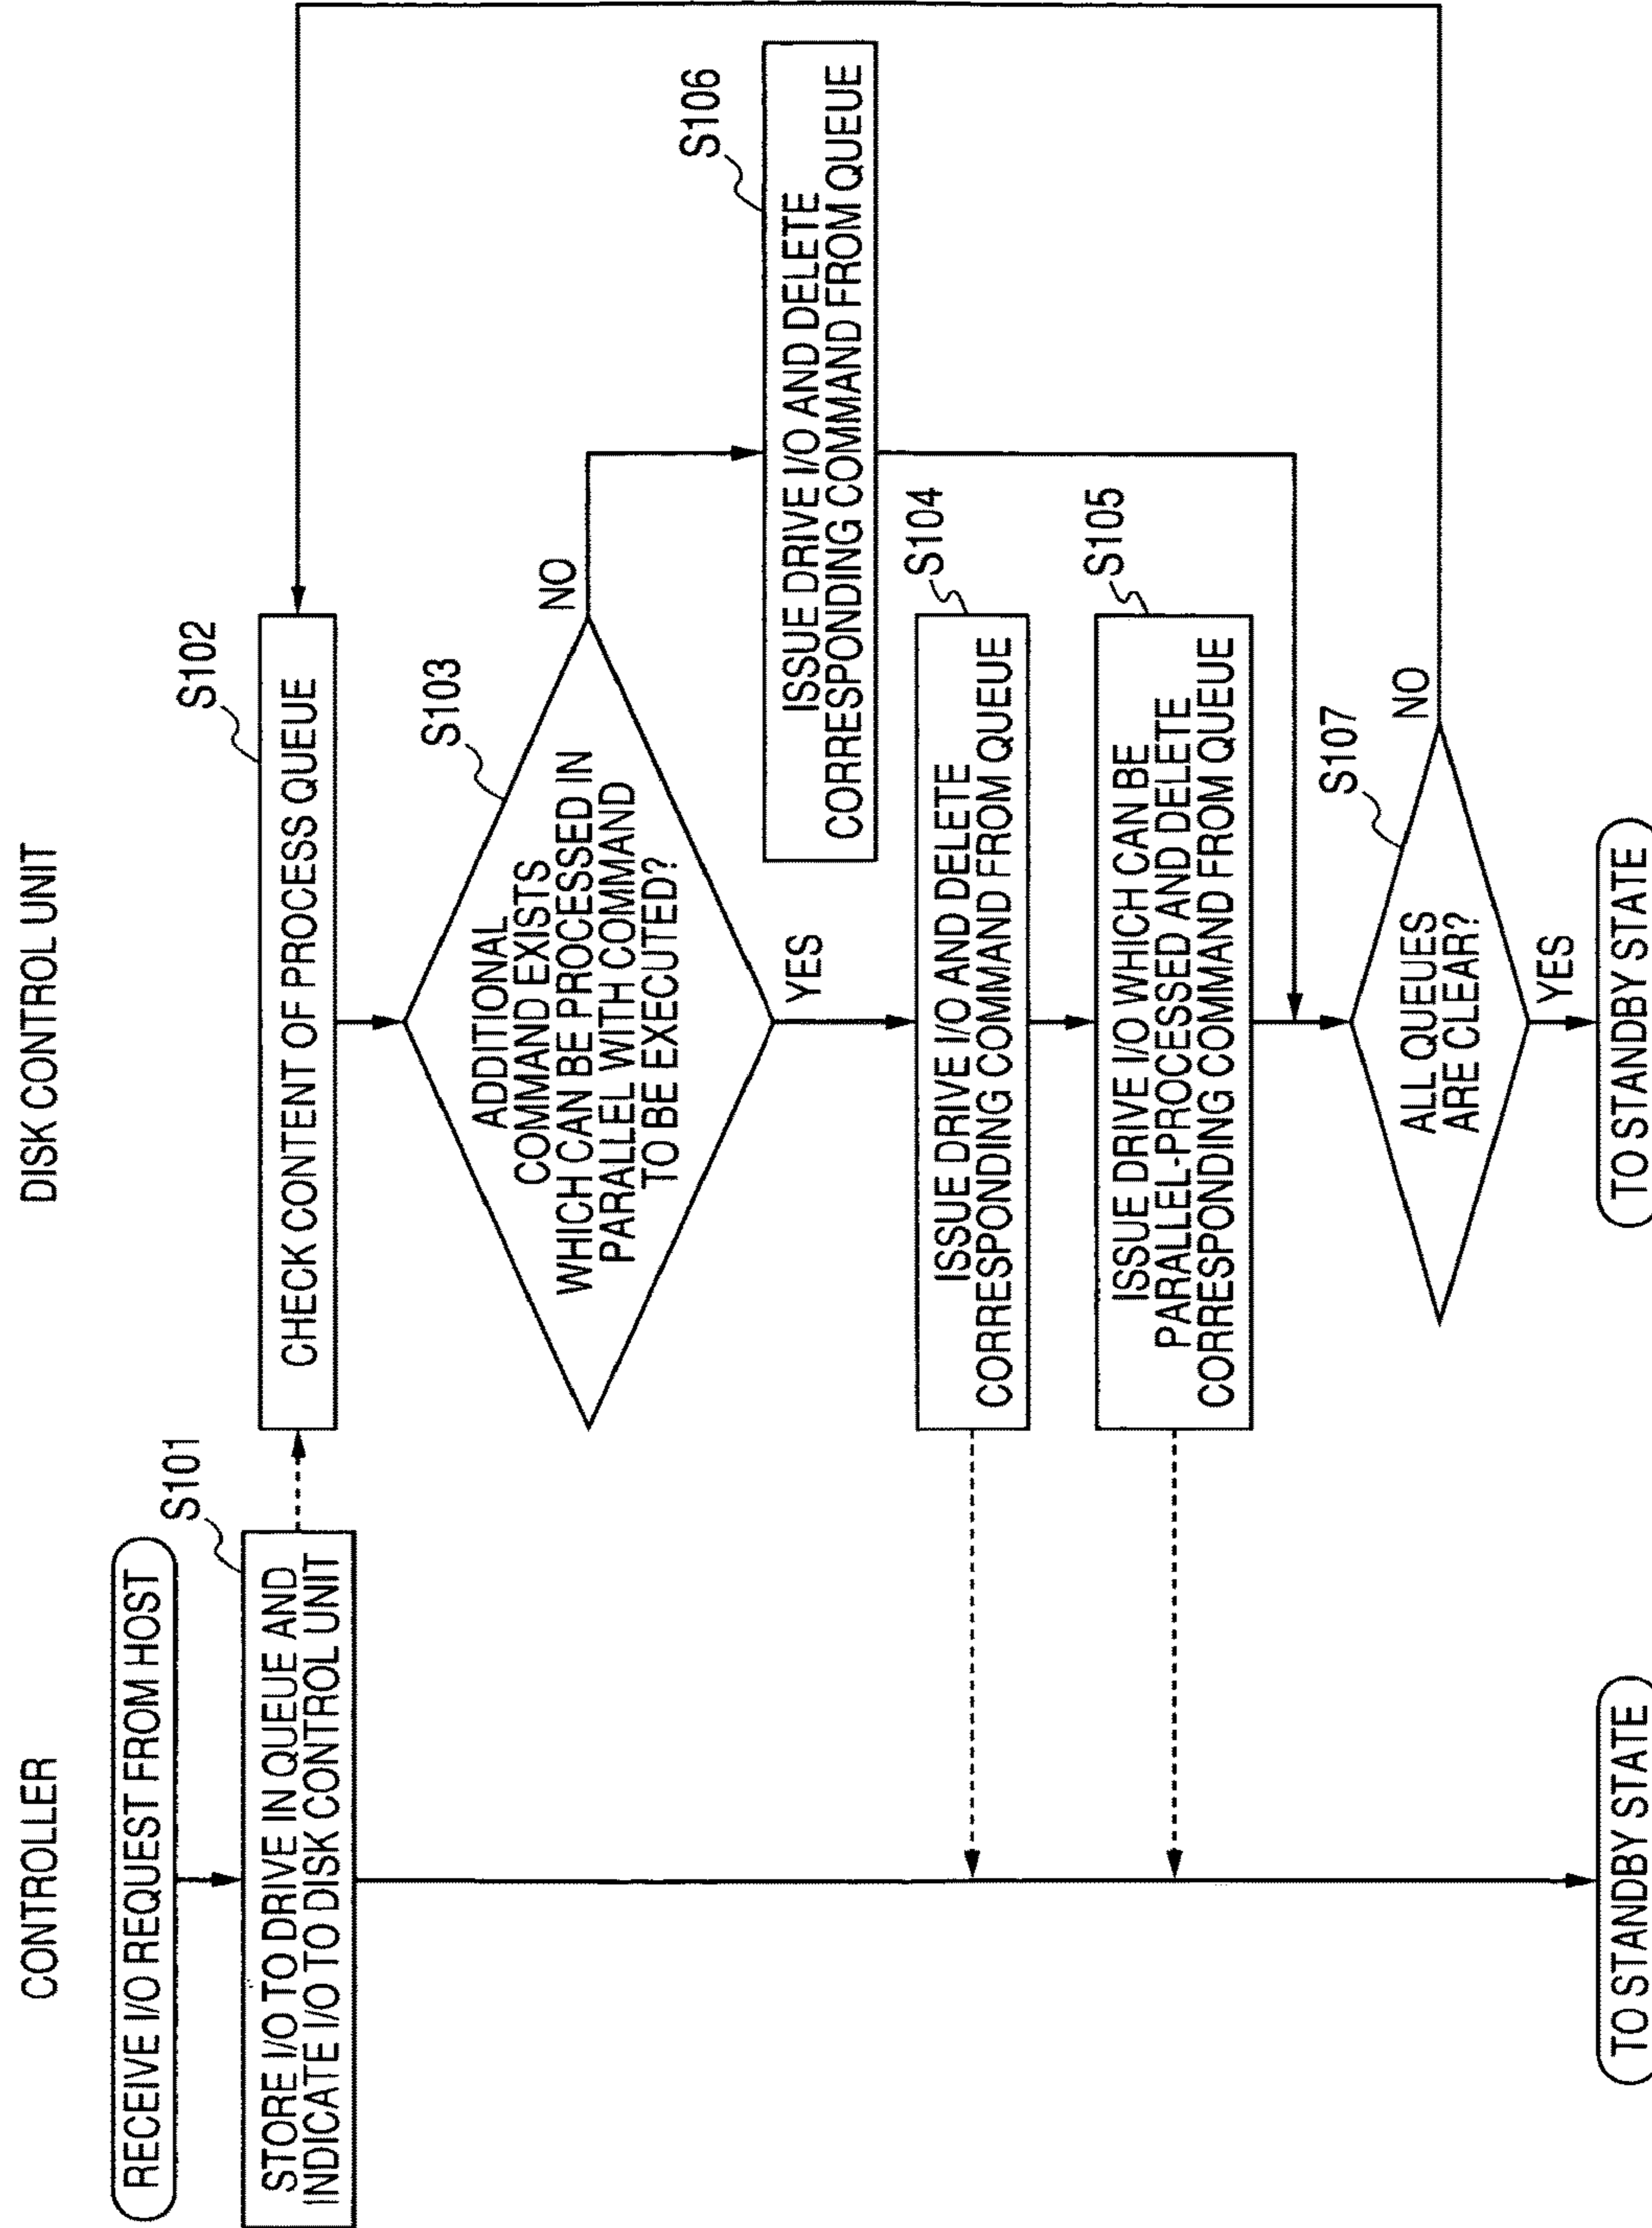 CONTROLLER
DISK CONTROL UNIT
RECEIVE I/O REQUEST FROM HOST
S101
STORE I/O TO DRIVE IN QUEUE AND
INDICATE I/O TO DISK CONTROL UNIT
S102
CHECK CONTENT OF PROCESS QUEUE
S103
ADDITIONAL
COMMAND EXISTS
WHICH CAN BE PROCESSED IN
PARALLEL WITH COMMAND
TO BE EXECUTED?
NO
YES
S106
ISSUE DRIVE I/O AND DELETE
CORRESPONDING COMMAND FROM QUEUE
S104
ISSUE DRIVE I/O AND DELETE
CORRESPONDING COMMAND FROM QUEUE
S105
ISSUE DRIVE I/O WHICH CAN BE
PARALLEL-PROCESSED AND DELETE
CORRESPONDING COMMAND FROM QUEUE
S107
ALL QUEUES
ARE CLEAR?
NO
YES
TO STANDBY STATE
TO STANDBY STATE